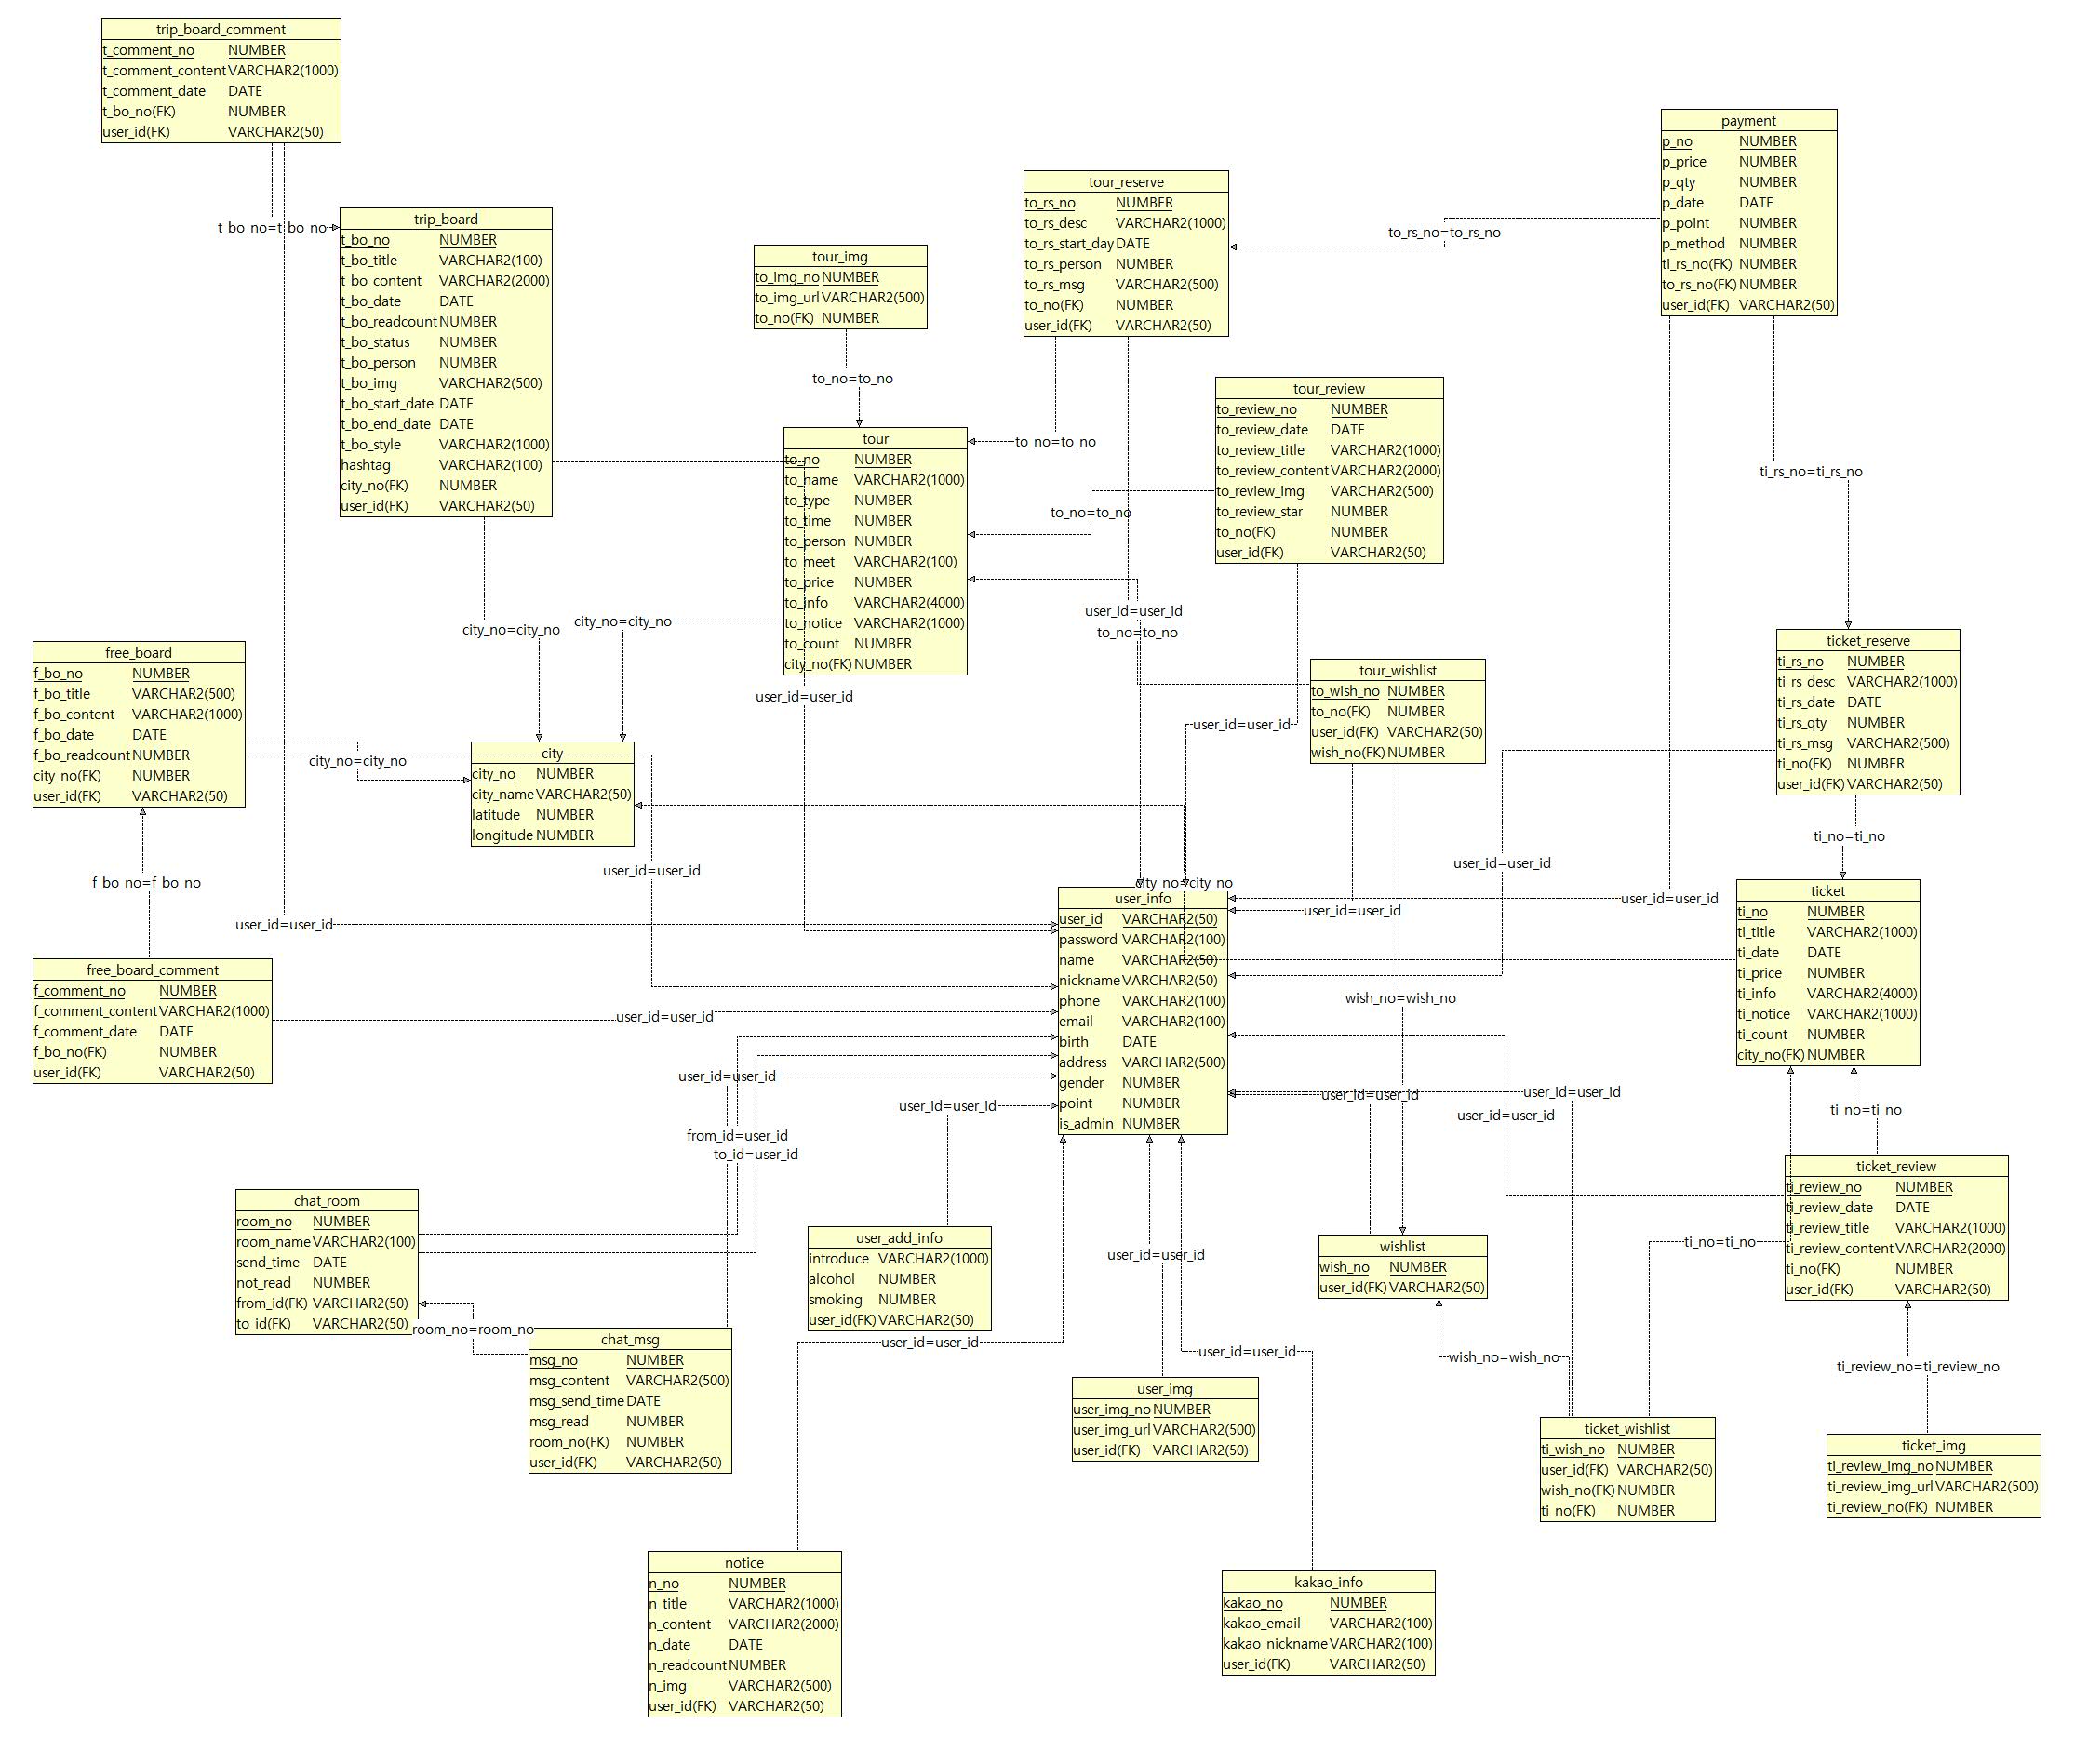 trip_board_comment
t_comment_no NUMBER
t_comment_content VARCHAR2(1000)
t_comment_date DATE
t_bo_no(FK) NUMBER
user_id(FK) VARCHAR2(50)
payment
p_no NUMBER
p_price NUMBER
p_qty NUMBER
p_date DATE
p_point NUMBER
p_method NUMBER
ti_rs_no(FK) NUMBER
to_rs_no(FK) NUMBER
user_id(FK) VARCHAR2(50)
tour_reserve
to_rs_no NUMBER
to_rs_desc VARCHAR2(1000)
to_rs_start_day DATE
to_rs_person NUMBER
to_rs_msg VARCHAR2(500)
to_no(FK) NUMBER
user_id(FK) VARCHAR2(50)
to_rs_no=to_rs_no
t_bo_no=t_bo_no
trip_board
t_bo_no NUMBER
t_bo_title VARCHAR2(100)
t_bo_content VARCHAR2(2000)
t_bo_date DATE
t_bo_readcount NUMBER
t_bo_status NUMBER
t_bo_person NUMBER
t_bo_img VARCHAR2(500)
t_bo_start_date DATE
t_bo_end_date DATE
t_bo_style VARCHAR2(1000)
hashtag VARCHAR2(100)
city_no(FK) NUMBER
user_id(FK) VARCHAR2(50)
tour_img
to_img_no NUMBER
to_img_url VARCHAR2(500)
to_no(FK) NUMBER
to_no=to_no
tour_review
to_review_no NUMBER
to_review_date DATE
to_review_title VARCHAR2(1000)
to_review_content VARCHAR2(2000)
to_review_img VARCHAR2(500)
to_review_star NUMBER
to_no(FK) NUMBER
user_id(FK) VARCHAR2(50)
tour
to_no NUMBER
to_name VARCHAR2(1000)
to_type NUMBER
to_time NUMBER
to_person NUMBER
to_meet VARCHAR2(100)
to_price NUMBER
to_info VARCHAR2(4000)
to_notice VARCHAR2(1000)
to_count NUMBER
city_no(FK) NUMBER
to_no=to_no
to_no=to_no
ti_rs_no=ti_rs_no
user_id=user_id
to_no=to_no
city_no=city_no
city_no=city_no
user_id=user_id
user_id=user_id
free_board
f_bo_no NUMBER
f_bo_title VARCHAR2(500)
f_bo_content VARCHAR2(1000)
f_bo_date DATE
f_bo_readcount NUMBER
city_no(FK) NUMBER
user_id(FK) VARCHAR2(50)
city_no=city_no
city
city_no NUMBER
city_name VARCHAR2(50)
latitude NUMBER
longitude NUMBER
tour_wishlist
to_wish_no NUMBER
to_no(FK) NUMBER
user_id(FK) VARCHAR2(50)
wish_no(FK) NUMBER
ticket_reserve
ti_rs_no NUMBER
ti_rs_desc VARCHAR2(1000)
ti_rs_date DATE
ti_rs_qty NUMBER
ti_rs_msg VARCHAR2(500)
ti_no(FK) NUMBER
user_id(FK) VARCHAR2(50)
ti_no=ti_no
user_id=user_id
user_id=user_id
f_bo_no=f_bo_no
city_no=city_no
user_id=user_id
user_id=user_id
user_id=user_id
user_info
user_id VARCHAR2(50)
password VARCHAR2(100)
name VARCHAR2(50)
nickname VARCHAR2(50)
phone VARCHAR2(100)
email VARCHAR2(100)
birth DATE
address VARCHAR2(500)
gender NUMBER
point NUMBER
is_admin NUMBER
ticket
ti_no NUMBER
ti_title VARCHAR2(1000)
ti_date DATE
ti_price NUMBER
ti_info VARCHAR2(4000)
ti_notice VARCHAR2(1000)
ti_count NUMBER
city_no(FK) NUMBER
free_board_comment
f_comment_no NUMBER
f_comment_content VARCHAR2(1000)
f_comment_date DATE
f_bo_no(FK) NUMBER
user_id(FK) VARCHAR2(50)
user_id=user_id
wish_no=wish_no
user_id=user_id
user_id=user_id
user_id=user_id
user_id=user_id
user_id=user_id
ti_no=ti_no
from_id=user_id
to_id=user_id
ticket_review
ti_review_no NUMBER
ti_review_date DATE
ti_review_title VARCHAR2(1000)
ti_review_content VARCHAR2(2000)
ti_no(FK) NUMBER
user_id(FK) VARCHAR2(50)
chat_room
room_no NUMBER
room_name VARCHAR2(100)
send_time DATE
not_read NUMBER
from_id(FK) VARCHAR2(50)
to_id(FK) VARCHAR2(50)
room_no=room_no
user_add_info
introduce VARCHAR2(1000)
alcohol NUMBER
smoking NUMBER
user_id(FK) VARCHAR2(50)
user_id=user_id
wishlist
wish_no NUMBER
user_id(FK) VARCHAR2(50)
ti_no=ti_no
chat_msg
msg_no NUMBER
msg_content VARCHAR2(500)
msg_send_time DATE
msg_read NUMBER
room_no(FK) NUMBER
user_id(FK) VARCHAR2(50)
user_id=user_id
user_id=user_id
wish_no=wish_no
ti_review_no=ti_review_no
user_img
user_img_no NUMBER
user_img_url VARCHAR2(500)
user_id(FK) VARCHAR2(50)
ticket_wishlist
ti_wish_no NUMBER
user_id(FK) VARCHAR2(50)
wish_no(FK) NUMBER
ti_no(FK) NUMBER
ticket_img
ti_review_img_no NUMBER
ti_review_img_url VARCHAR2(500)
ti_review_no(FK) NUMBER
notice
n_no NUMBER
n_title VARCHAR2(1000)
n_content VARCHAR2(2000)
n_date DATE
n_readcount NUMBER
n_img VARCHAR2(500)
user_id(FK) VARCHAR2(50)
kakao_info
kakao_no NUMBER
kakao_email VARCHAR2(100)
kakao_nickname VARCHAR2(100)
user_id(FK) VARCHAR2(50)